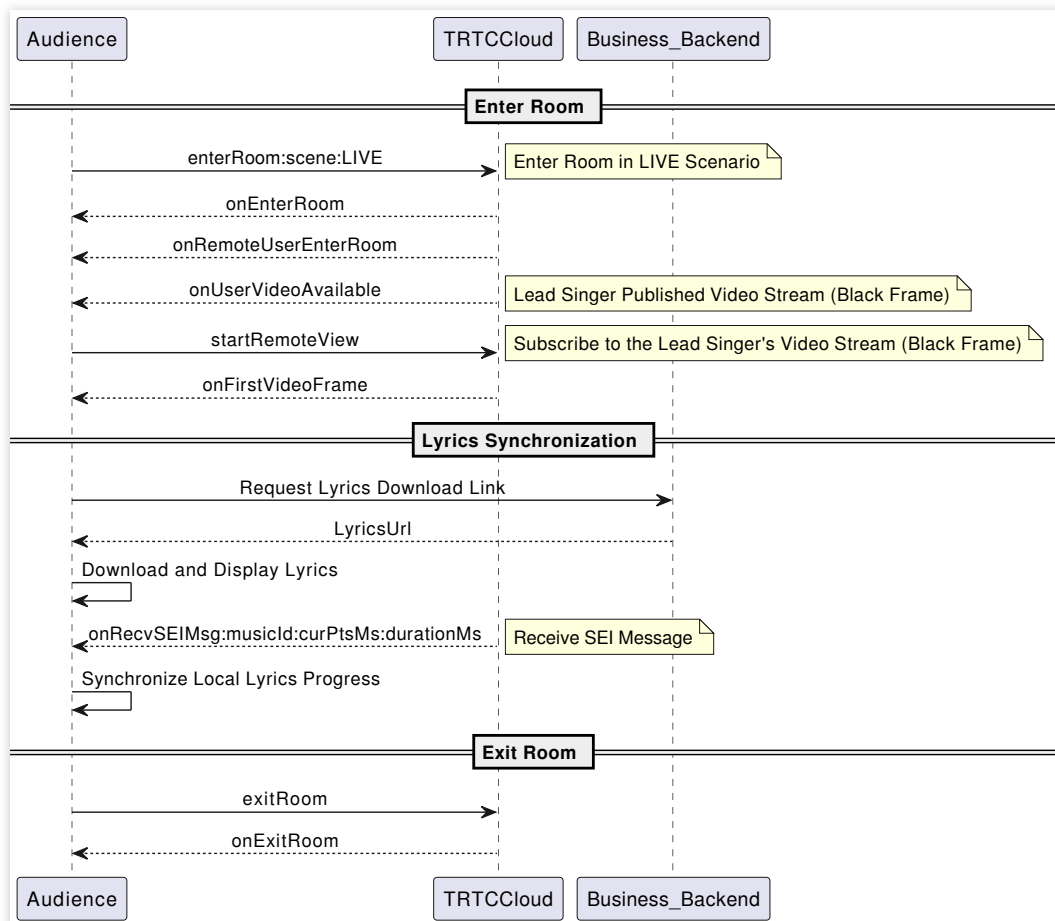 Audience TRTCCloud Business_Backend
Enter Room
enterRoom:scene:LIVE
Enter Room in LIVE Scenario
onEnterRoom
onRemoteUserEnterRoom
onUserVideoAvailable
Lead Singer Published Video Stream (Black Frame)
startRemoteView
Subscribe to the Lead Singer's Video Stream (Black Frame)
onFirstVideoFrame
Lyrics Synchronization
Request Lyrics Download Link
LyricsUrl
Download and Display Lyrics
onRecvSEIMsg:musicId:curPtsMs:durationMs
Receive SEI Message
Synchronize Local Lyrics Progress
Exit Room
exitRoom
onExitRoom
Audience TRTCCloud Business_Backend